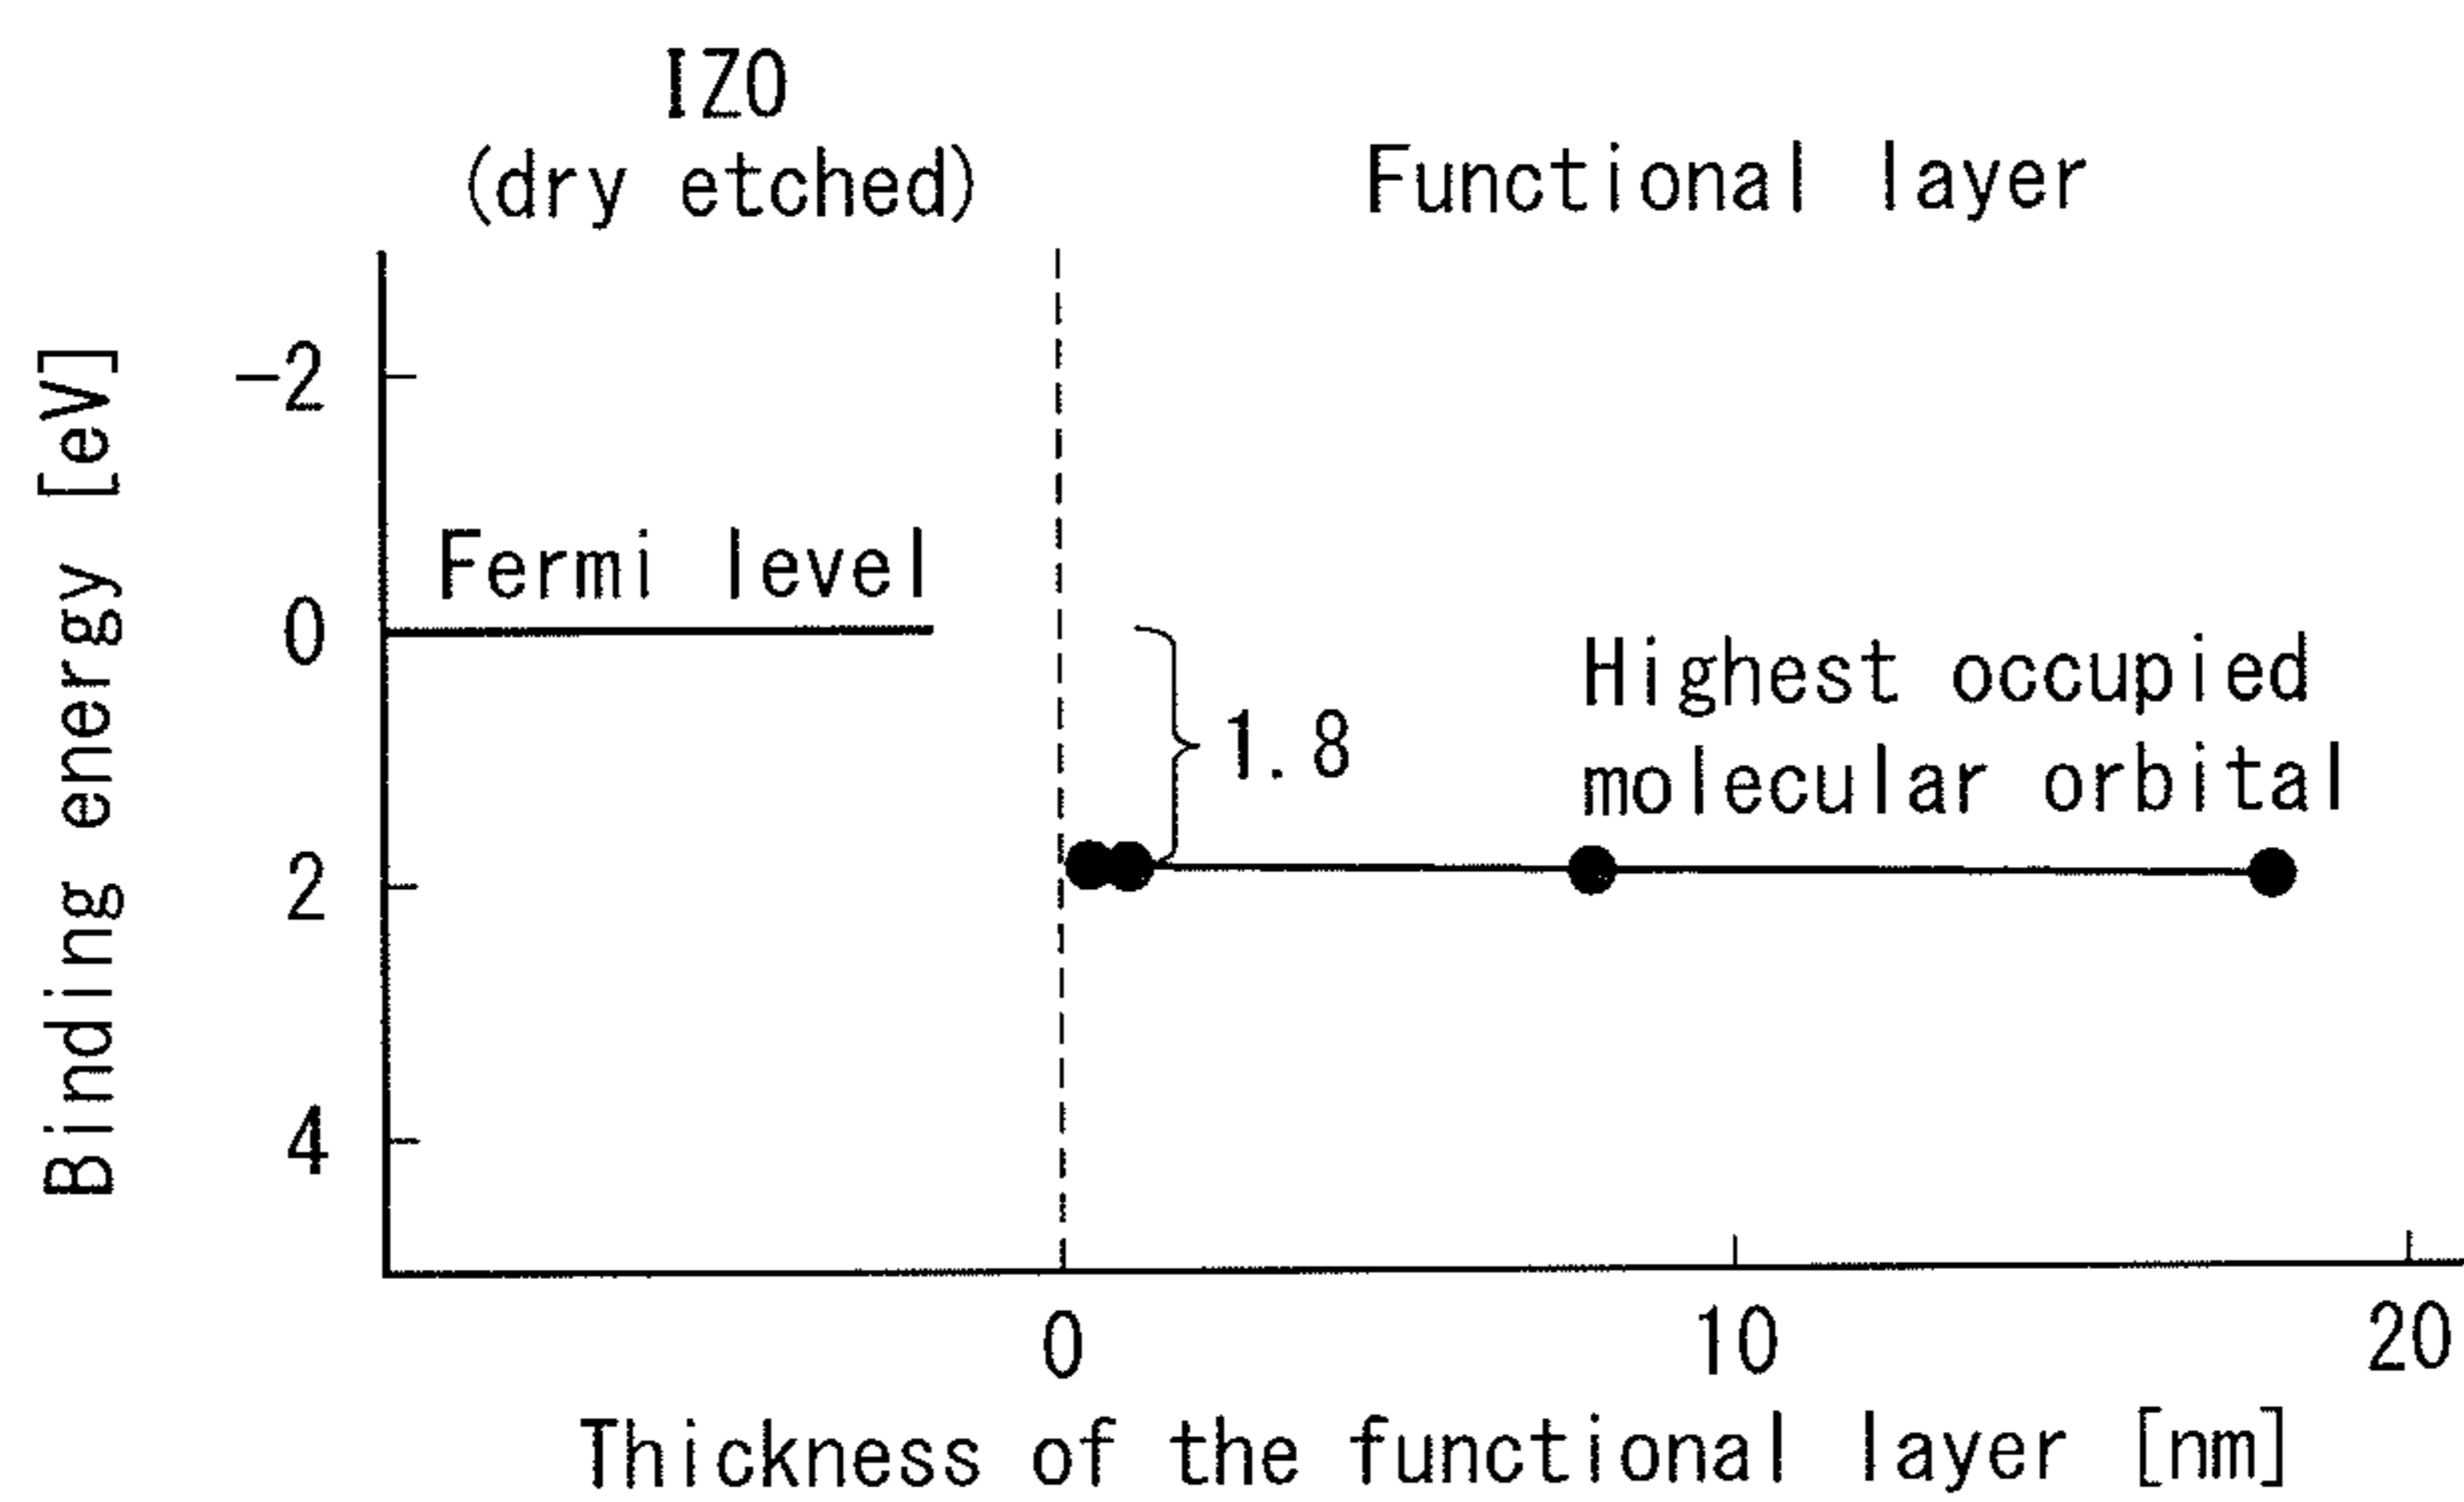 IZO
(dry etched)
Functional layer
Binding energy [eV]
-2
0
2
4
Fermi level
1.8
Highest occupied
molecular orbital
0
10
20
Thickness of the functional layer [nm]